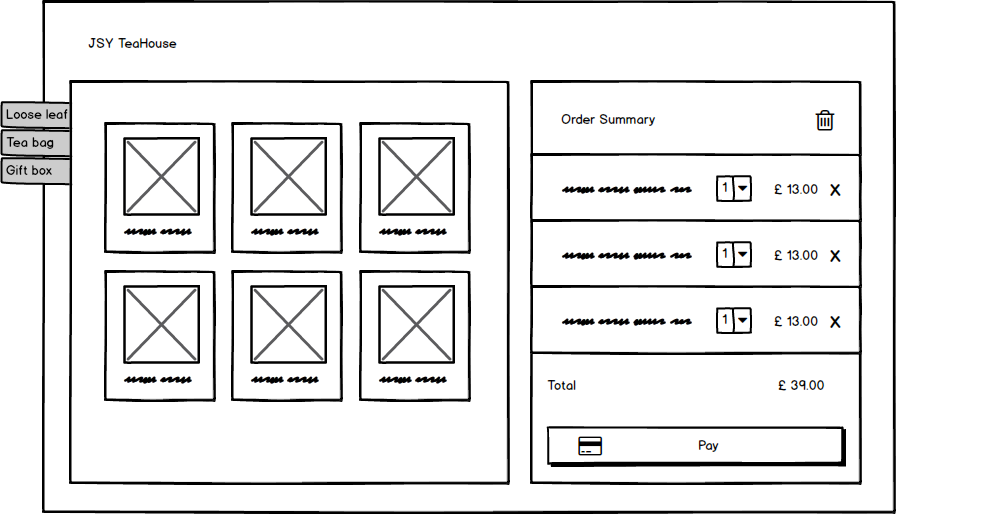 JSY TeaHouse
Loose leaf
Tea bag
Gift box
Order Summary
1 £ 13.00 X
1 £ 13.00 X
1 £ 13.00 X
Total £ 39.00
Pay